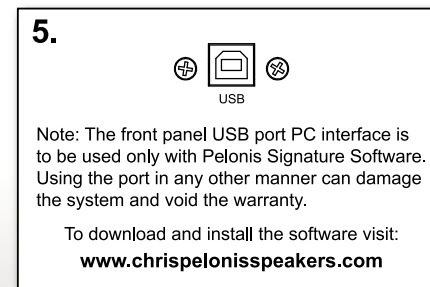 5.
USB
Note: The front panel USB port PC interface is
to be used only with Pelonis Signature Software.
Using the port in any other manner can damage
the system and void the warranty.
To download and install the software visit:
www.chrispelonisspeakers.com